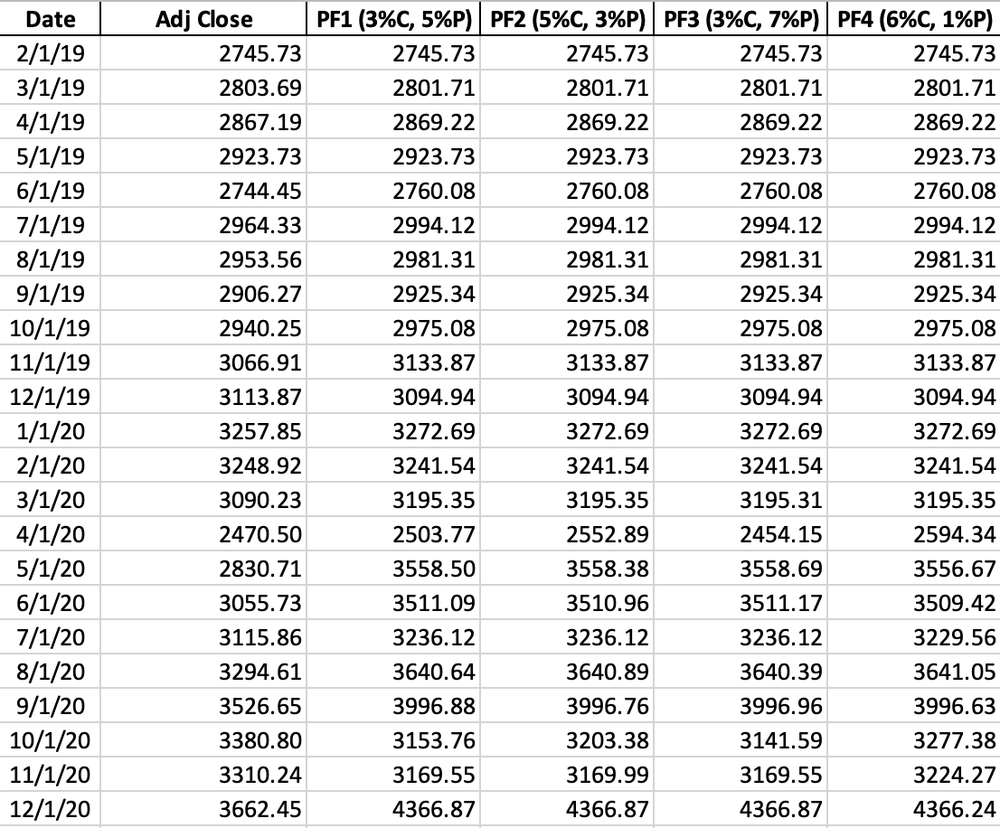 Date Adj Close PF1 (3%C, 5%P) PF2 (5%C, 3%P) PF3 (3%C, 7%P) PF4 (6%C, 1%P)
2/1/19 2745.73 2745.73 2745.73 2745.73 2745.73
3/1/19 2803.69 2801.71 2801.71 2801.71 2801.71
4/1/19 2867.19 2869.22 2869.22 2869.22 2869.22
5/1/19 2923.73 2923.73 2923.73 2923.73 2923.73
6/1/19 2744.45 2760.08 2760.08 2760.08 2760.08
7/1/19 2964.33 2994.12 2994.12 2994.12 2994.12
8/1/19 2953.56 2981.31 2981.31 2981.31 2981.31
9/1/19 2906.27 2925.34 2925.34 2925.34 2925.34
10/1/19 2940.25 2975.08 2975.08 2975.08 2975.08
11/1/19 3066.91 3133.87 3133.87 3133.87 3133.87
12/1/19 3113.87 3094.94 3094.94 3094.94 3094.94
1/1/20 3257.85 3272.69 3272.69 3272.69 3272.69
2/1/20 3248.92 3241.54 3241.54 3241.54 3241.54
3/1/20 3090.23 3195.35 3195.35 3195.31 3195.35
4/1/20 2470.50 2503.77 2552.89 2454.15 2594.34
5/1/20 2830.71 3558.50 3558.38 3558.69 3556.67
6/1/20 3055.73 3511.09 3510.96 3511.17 3509.42
7/1/20 3115.86 3236.12 3236.12 3236.12 3229.56
8/1/20 3294.61 3640.64 3640.89 3640.39 3641.05
9/1/20 3526.65 3996.88 3996.76 3996.96 3996.63
10/1/20 3380.80 3153.76 3203.38 3141.59 3277.38
11/1/20 3310.24 3169.55 3169.99 3169.55 3224.27
12/1/20 3662.45 4366.87 4366.87 4366.87 4366.24